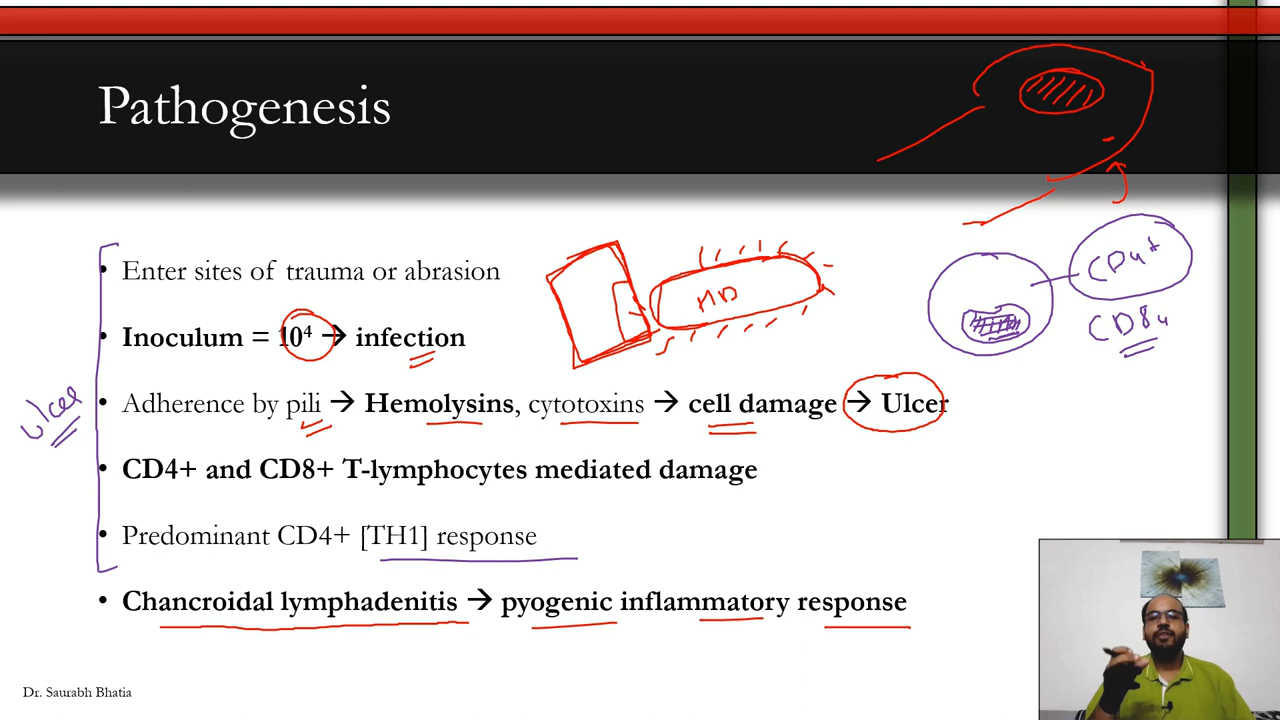 Pathogenesis
• Enter sites of trauma or abrasion
• Inoculum = 10⁴ → infection
• Adherence by pili → Hemolysins, cytotoxins → cell damage → Ulcer
• CD4+ and CD8+ T-lymphocytes mediated damage
• Predominant CD4+ [TH1] response
• Chancroidal lymphadenitis → pyogenic inflammatory response
ulcer
HD
CD4+
CD8+
Dr. Saurabh Bhatia